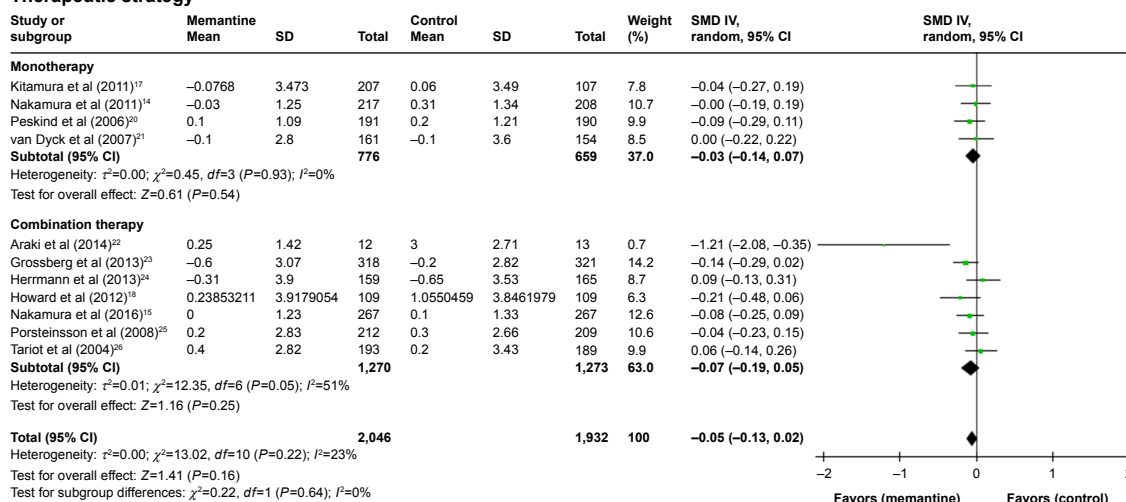 Therapeutic strategy
Study or Memantine Control Weight SMD IV, SMD IV,
subgroup Mean SD Total Mean SD Total (%) random, 95% CI random, 95% CI
Monotherapy
Kitamura et al (2011)17 –0.0768 3.473 207 0.06 3.49 107 7.8 –0.04 (–0.27, 0.19)
Nakamura et al (2011)14 –0.03 1.25 217 0.31 1.34 208 10.7 –0.00 (–0.19, 0.19)
Peskind et al (2006)20 0.1 1.09 191 0.2 1.21 190 9.9 –0.09 (–0.29, 0.11)
van Dyck et al (2007)21 –0.1 2.8 161 –0.1 3.6 154 8.5 0.00 (–0.22, 0.22)
Subtotal (95% CI) 776 659 37.0 –0.03 (–0.14, 0.07)
Heterogeneity: τ²=0.00; χ²=0.45, df=3 (P=0.93); I²=0%
Test for overall effect: Z=0.61 (P=0.54)
Combination therapy
Araki et al (2014)22 0.25 1.42 12 3 2.71 13 0.7 –1.21 (–2.08, –0.35)
Grossberg et al (2013)23 –0.6 3.07 318 –0.2 2.82 321 14.2 –0.14 (–0.29, 0.02)
Herrmann et al (2013)24 –0.31 3.9 159 –0.65 3.53 165 8.7 0.09 (–0.13, 0.31)
Howard et al (2012)18 0.23853211 3.9179054 109 1.0550459 3.8461979 109 6.3 –0.21 (–0.48, 0.06)
Nakamura et al (2016)15 0 1.23 267 0.1 1.33 267 12.6 –0.08 (–0.25, 0.09)
Porsteinsson et al (2008)25 0.2 2.83 212 0.3 2.66 209 10.6 –0.04 (–0.23, 0.15)
Tariot et al (2004)26 0.4 2.82 193 0.2 3.43 189 9.9 0.06 (–0.14, 0.26)
Subtotal (95% CI) 1,270 1,273 63.0 –0.07 (–0.19, 0.05)
Heterogeneity: τ²=0.01; χ²=12.35, df=6 (P=0.05); I²=51%
Test for overall effect: Z=1.16 (P=0.25)
Total (95% CI) 2,046 1,932 100 –0.05 (–0.13, 0.02)
Heterogeneity: τ²=0.00; χ²=13.02, df=10 (P=0.22); I²=23%
Test for overall effect: Z=1.41 (P=0.16)
Test for subgroup differences: χ²=0.22, df=1 (P=0.64); I²=0%
–2 –1 0 1
Favors (memantine) Favors (control)